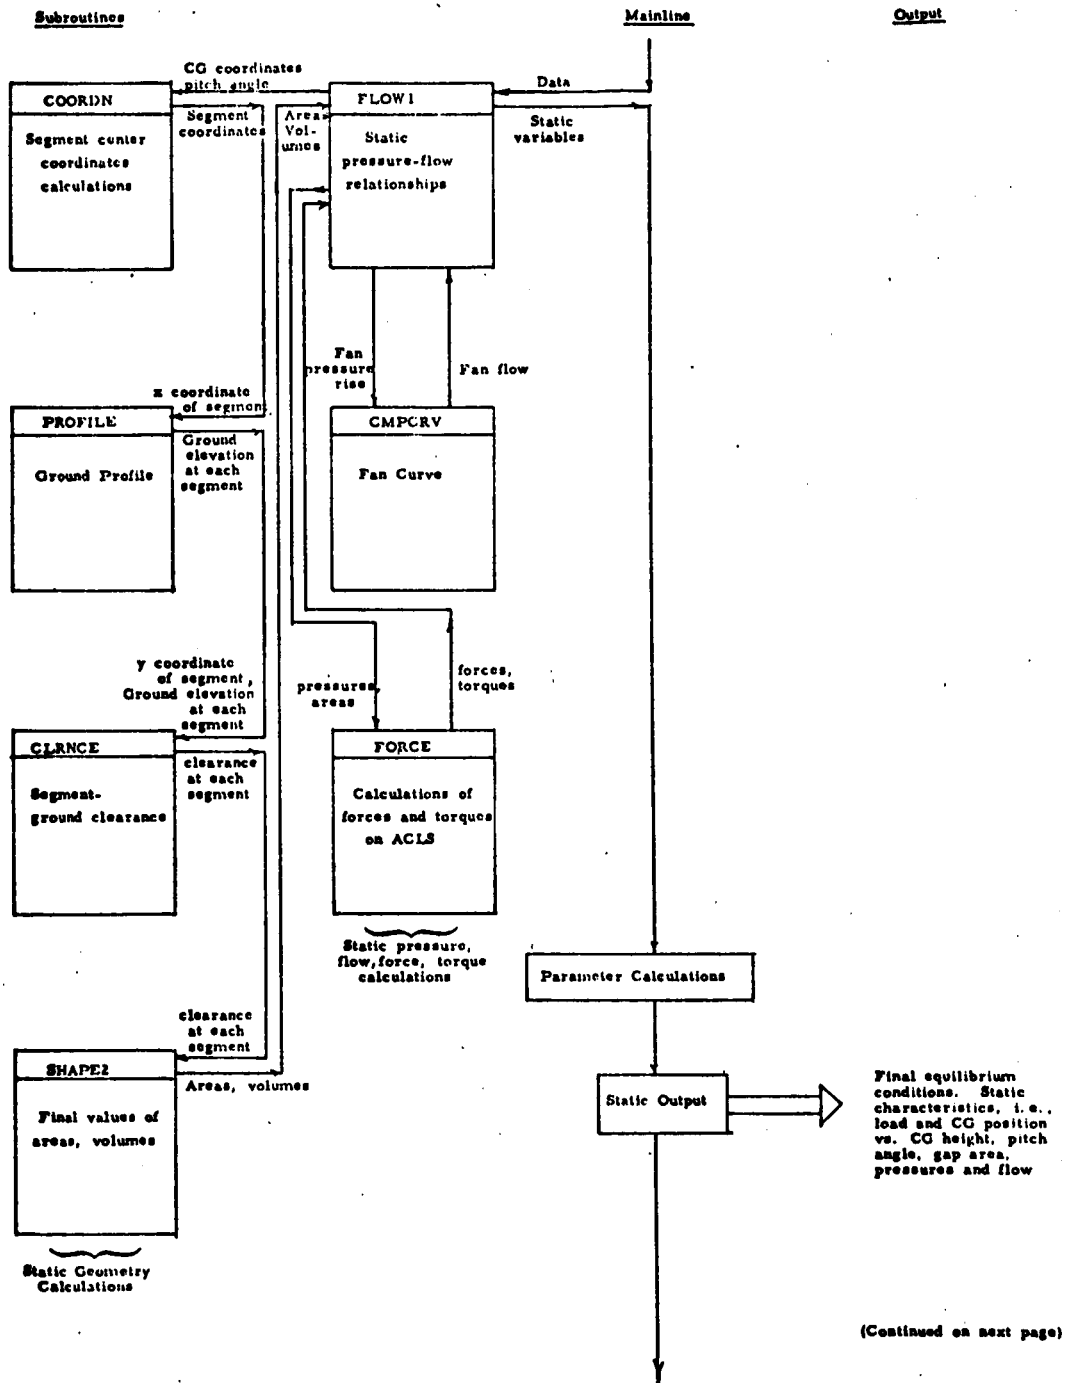 Subroutines
Mainline
Output
CG coordinates
pitch angle
Data
COORDN
Segment
coordinates
Segment center
coordinates
calculations
Areas
Vol-
umes
FLOW1
Static
pressure-flow
relationships
Static
variables
Fan
pressure
rise
Fan flow
x coordinate
of segment
PROFILE
Ground
elevation
at each
segment
Ground Profile
CMPCRV
Fan Curve
y coordinate
of segment,
Ground elevation
at each
segment
pressures,
areas
forces,
torques
CLRNCE
clearance
at each
segment
Segment-
ground clearance
FORCE
Calculations of
forces and torques
on ACLS
Static pressure,
flow, force, torque
calculations
Parameter Calculations
clearance
at each
segment
SHAPE2
Areas, volumes
Final values of
areas, volumes
Static Output
Final equilibrium
conditions. Static
characteristics, i.e.,
load and CG position
vs. CG height, pitch
angle, gap area,
pressures and flow
Static Geometry
Calculations
(Continued on next page)